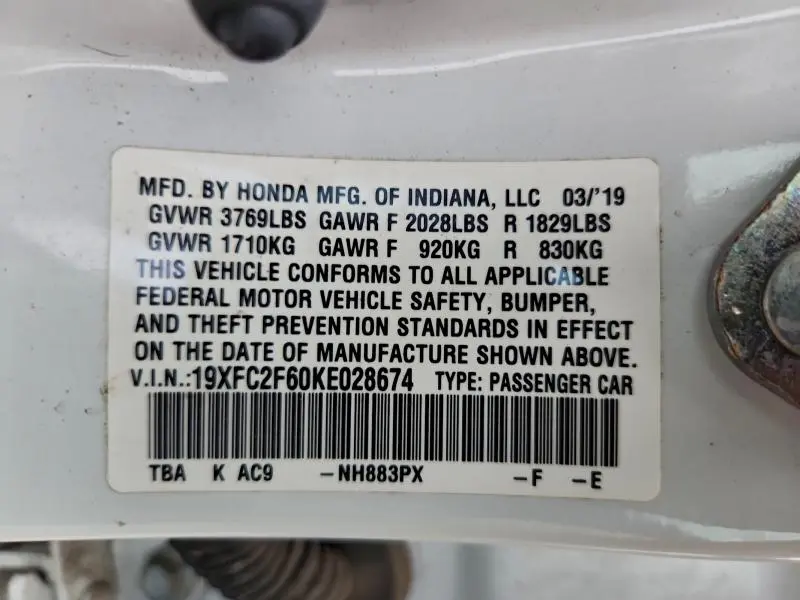 MFD. BY HONDA MFG. OF INDIANA, LLC 03/'19
GVWR 3769LBS GAWR F 2028LBS R 1829LBS
GVWR 1710KG GAWR F 920KG R 830KG
THIS VEHICLE CONFORMS TO ALL APPLICABLE
FEDERAL MOTOR VEHICLE SAFETY, BUMPER,
AND THEFT PREVENTION STANDARDS IN EFFECT
ON THE DATE OF MANUFACTURE SHOWN ABOVE.
V.I.N.:19XFC2F60KE028674 TYPE: PASSENGER CAR
TBA K AC9 -NH883PX -F -E